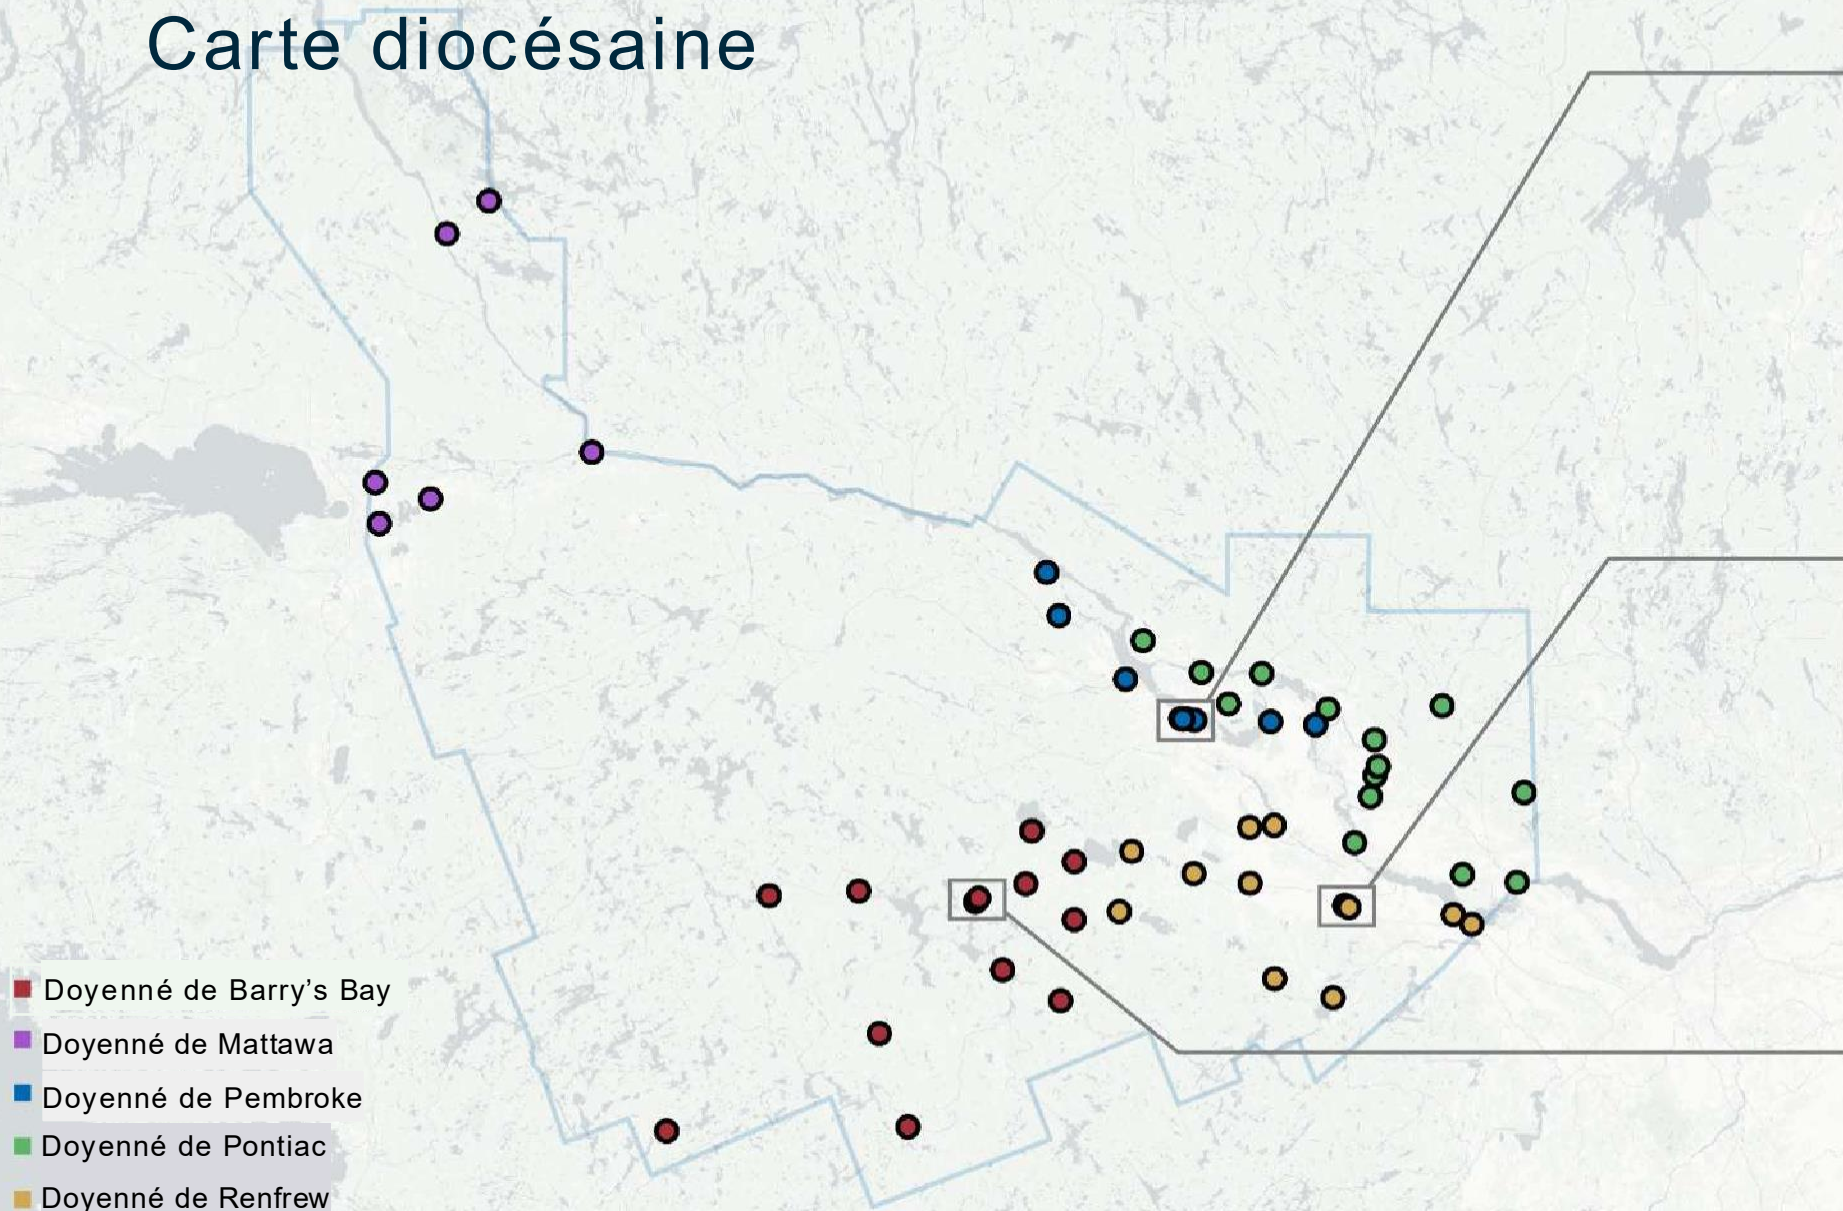 Carte diocésaine
Doyenné de Barry’s Bay
Doyenné de Mattawa
Doyenné de Pembroke
Doyenné de Pontiac
Doyenné de Renfrew